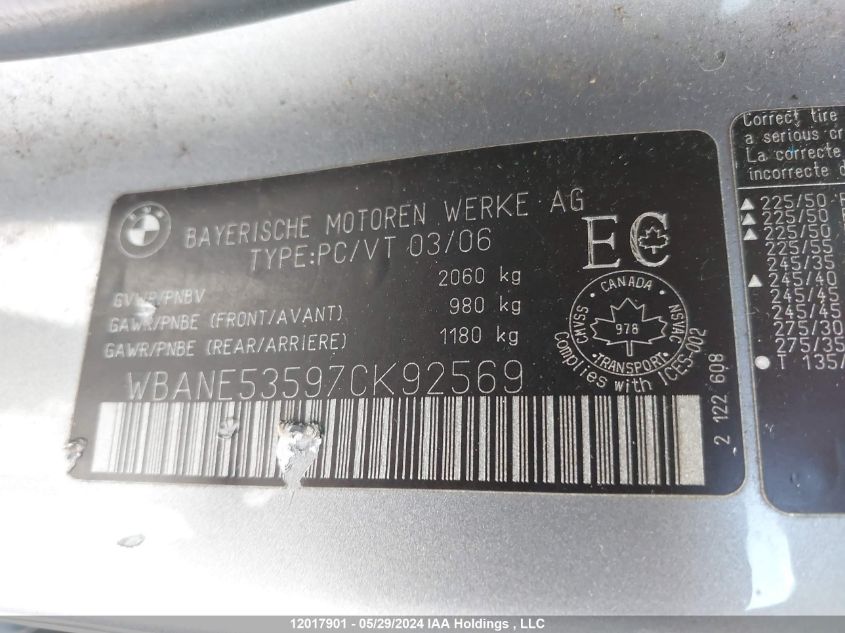 BAYERISCHE MOTOREN WERKE AG
TYPE:PC/VT 03/06
GVWR/PNBV 2060 kg
GAWR/PNBE (FRONT/AVANT) 980 kg
GAWR/PNBE (REAR/ARRIERE) 1180 kg
WBANE53597CK92569
EC
CANADA
CMVSS 978 NSVAC
TRANSPORT
Complies with ICES-002
2 122 608
Correct tire
a serious cr
La correcte
incorrecte d
225/50
225/50
225/50
225/55
245/35
245/40
245/45
245/45
275/30
275/35
T 135/
12017901 - 05/29/2024 IAA Holdings , LLC